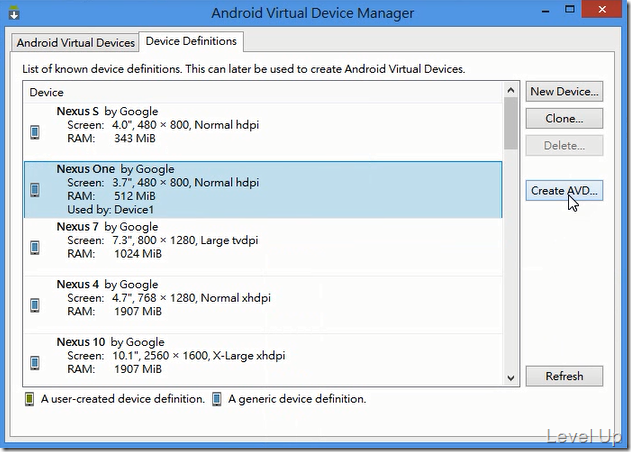 Android Virtual Device Manager
Android Virtual Devices
Device Definitions
List of known device definitions. This can later be used to create Android Virtual Devices.
Device
Nexus S by Google
Screen: 4.0", 480 × 800, Normal hdpi
RAM: 343 MiB
Nexus One by Google
Screen: 3.7", 480 × 800, Normal hdpi
RAM: 512 MiB
Used by: Device1
Nexus 7 by Google
Screen: 7.3", 800 × 1280, Large tvdpi
RAM: 1024 MiB
Nexus 4 by Google
Screen: 4.7", 768 × 1280, Normal xhdpi
RAM: 1907 MiB
Nexus 10 by Google
Screen: 10.1", 2560 × 1600, X-Large xhdpi
RAM: 1907 MiB
New Device...
Clone...
Delete...
Create AVD...
Refresh
A user-created device definition.
A generic device definition.
Level Up